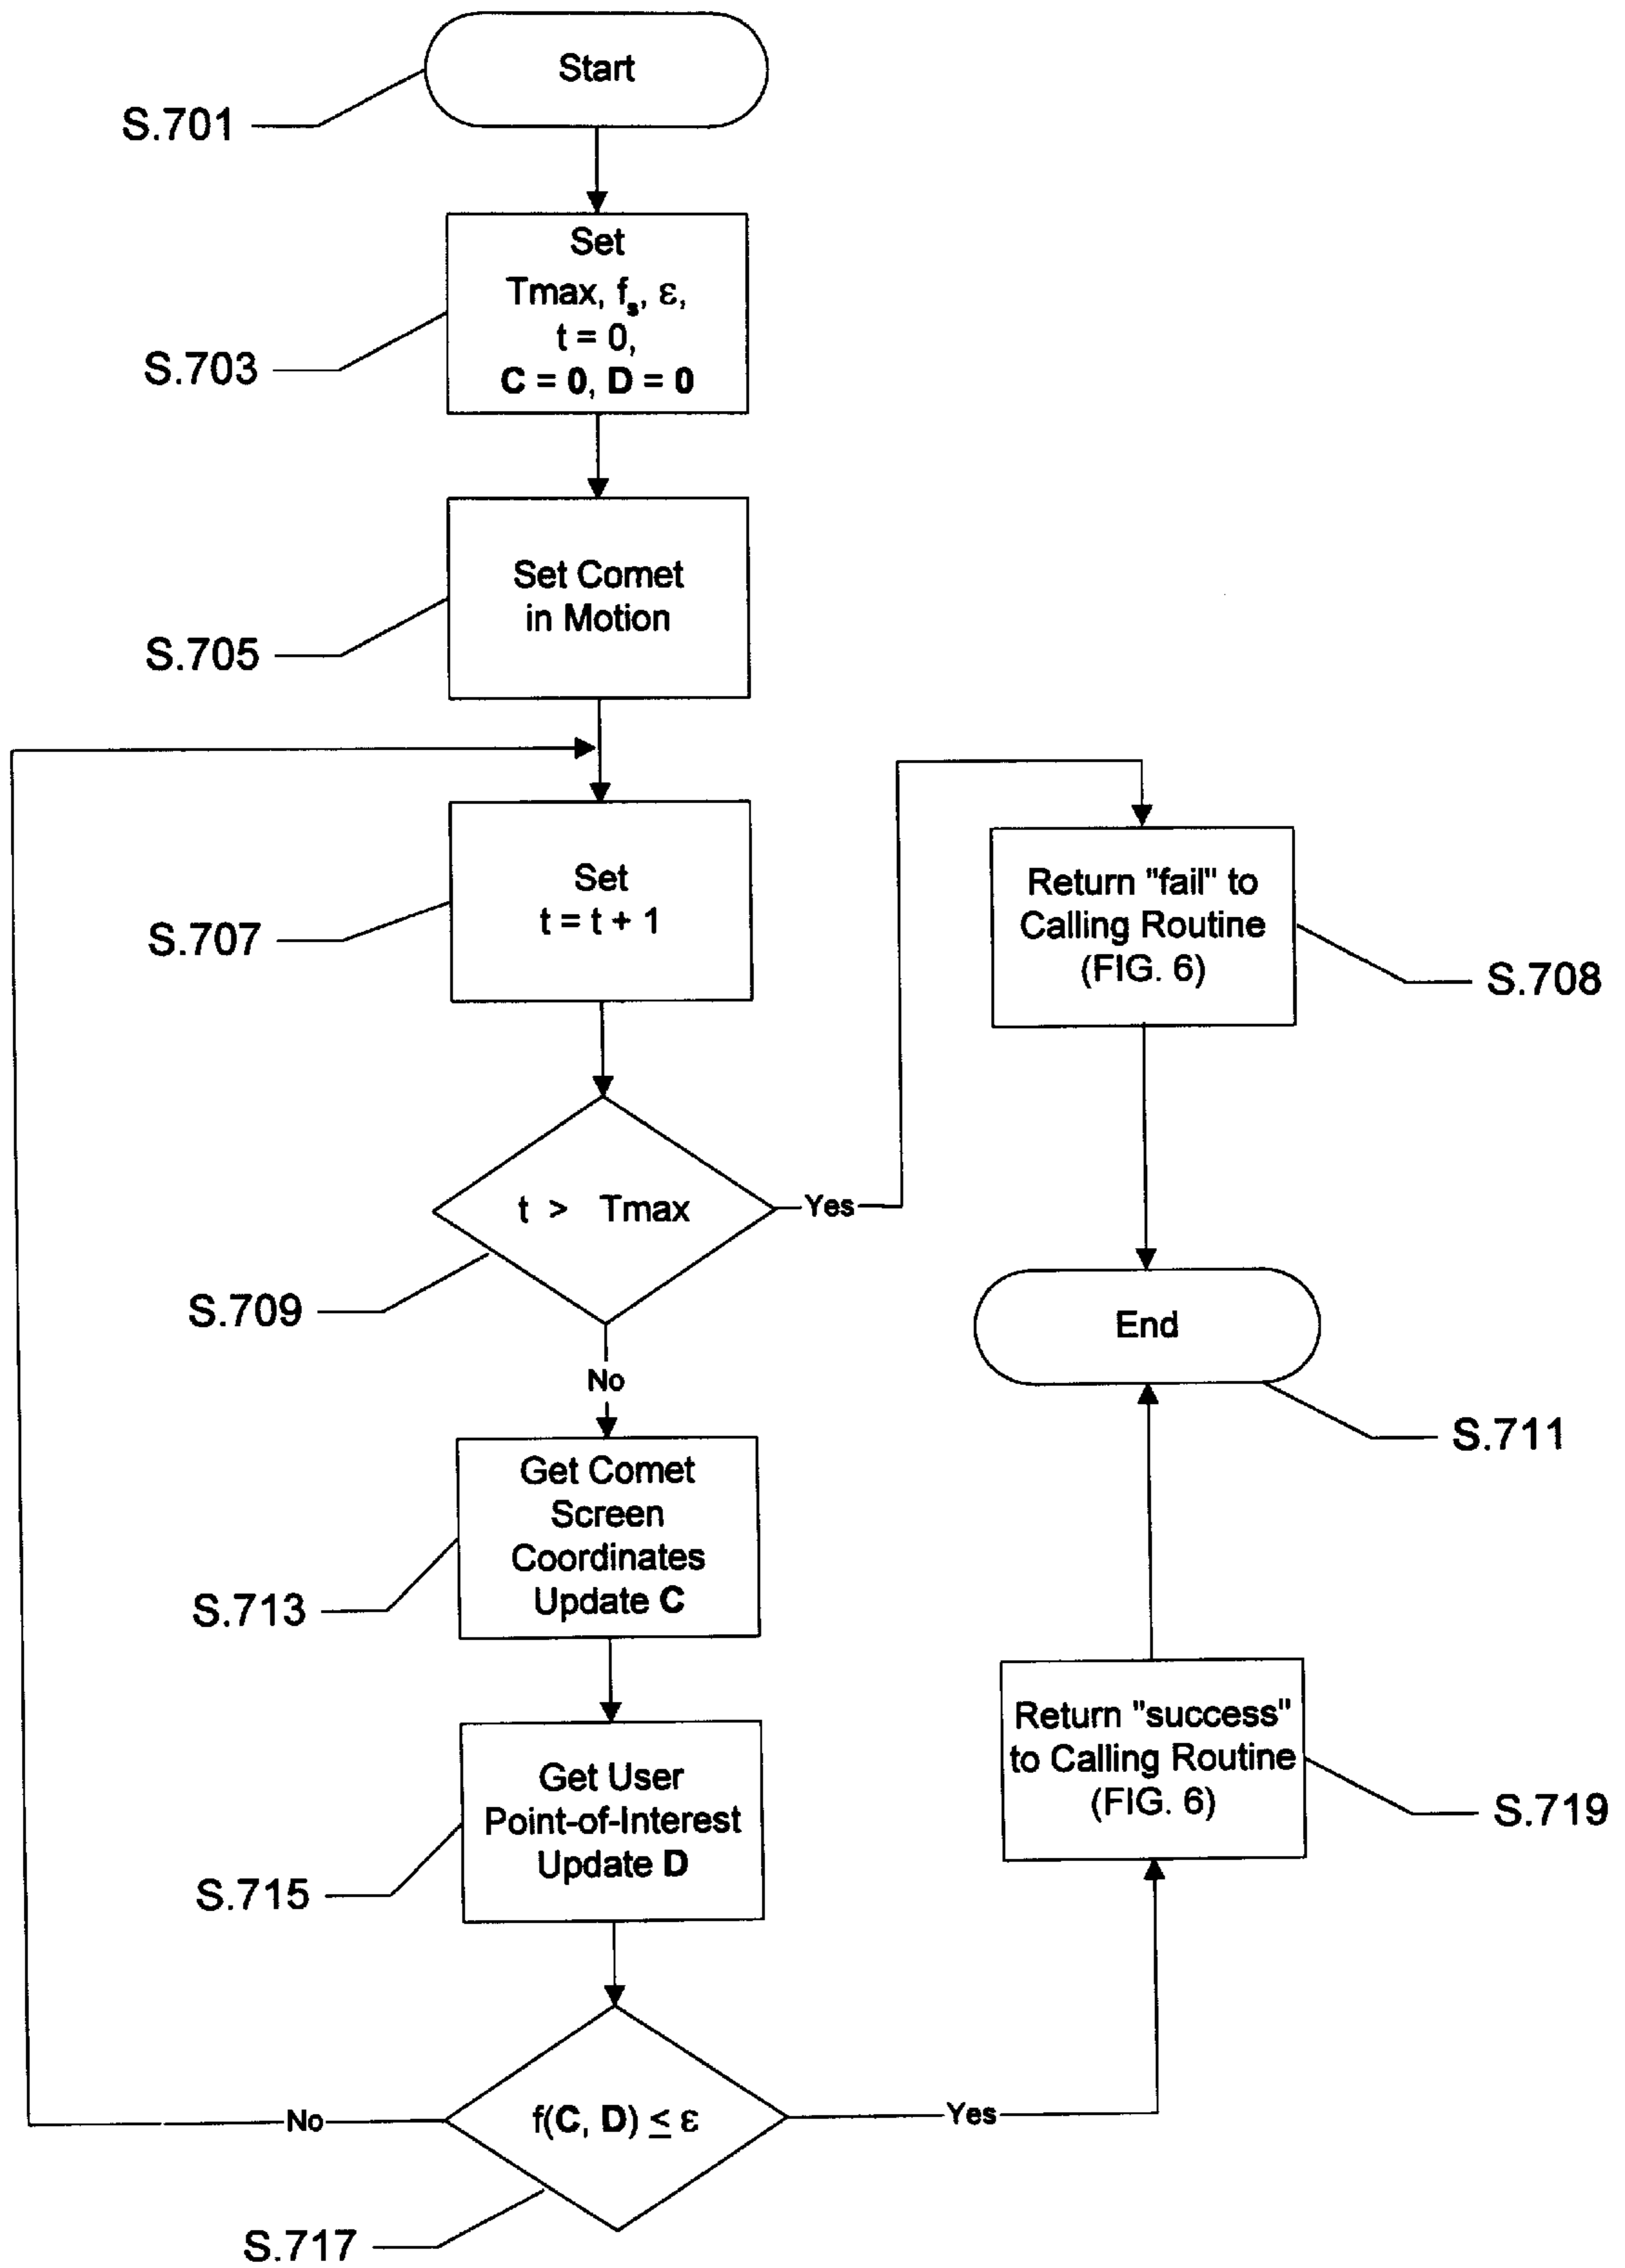 Start
S.701
Set
Tmax, fs, ε,
t = 0,
C = 0, D = 0
S.703
Set Comet
in Motion
S.705
Set
t = t + 1
S.707
Return "fail" to
Calling Routine
(FIG. 6)
S.708
t > Tmax
Yes
S.709
No
End
S.711
Get Comet
Screen
Coordinates
Update C
S.713
Return "success"
to Calling Routine
(FIG. 6)
S.719
Get User
Point-of-Interest
Update D
S.715
f(C, D) ≤ ε
No
Yes
S.717